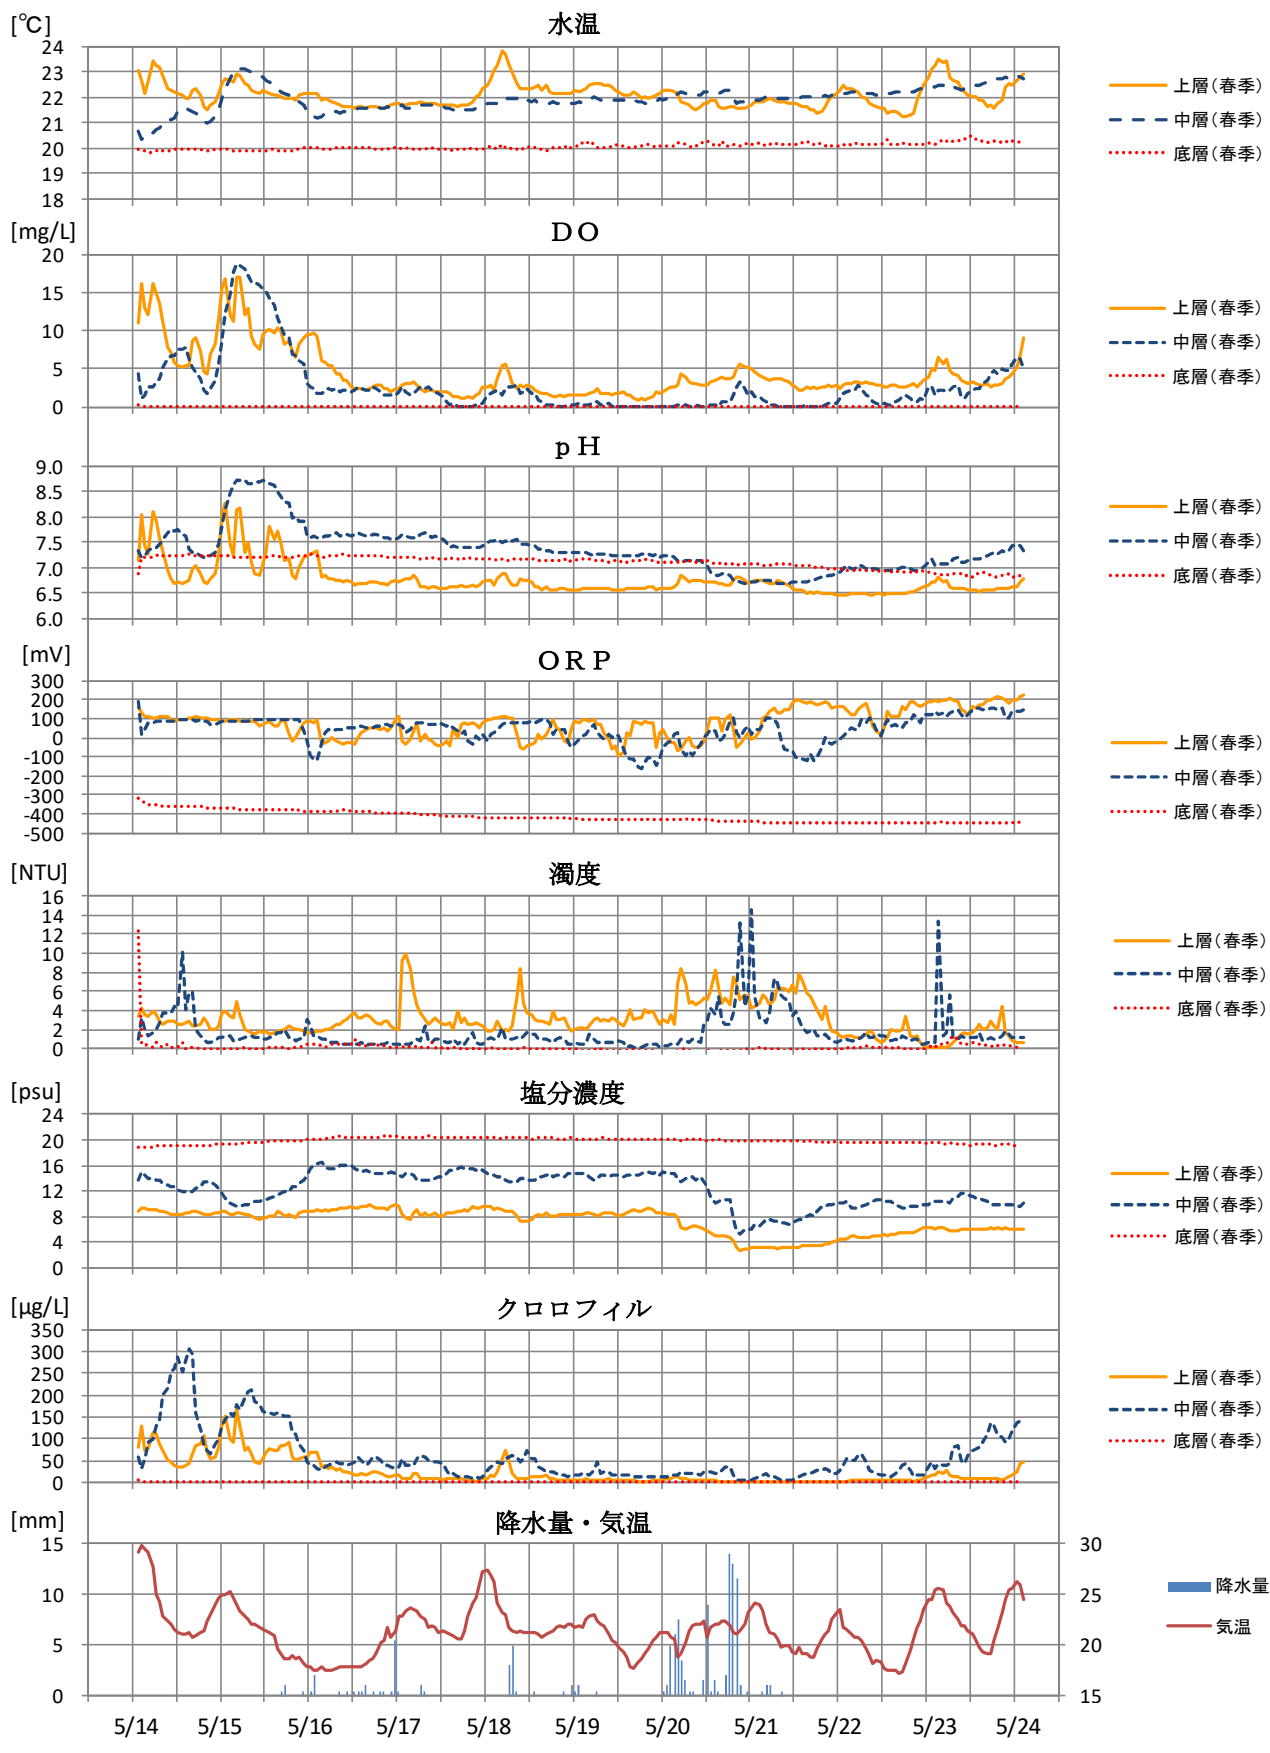 [℃]
水温
24
23
22
21
20
19
18
上層(春季)
中層(春季)
底層(春季)
[mg/L]
ＤＯ
20
15
10
5
0
上層(春季)
中層(春季)
底層(春季)
ｐＨ
9.0
8.5
8.0
7.5
7.0
6.5
6.0
上層(春季)
中層(春季)
底層(春季)
[mV]
ＯＲＰ
300
200
100
0
-100
-200
-300
-400
-500
上層(春季)
中層(春季)
底層(春季)
[NTU]
濁度
16
14
12
10
8
6
4
2
0
上層(春季)
中層(春季)
底層(春季)
[psu]
塩分濃度
24
20
16
12
8
4
0
上層(春季)
中層(春季)
底層(春季)
[µg/L]
クロロフィル
350
300
250
200
150
100
50
0
上層(春季)
中層(春季)
底層(春季)
[mm]
降水量・気温
15
10
5
0
30
25
20
15
降水量
気温
5/14 5/15 5/16 5/17 5/18 5/19 5/20 5/21 5/22 5/23 5/24